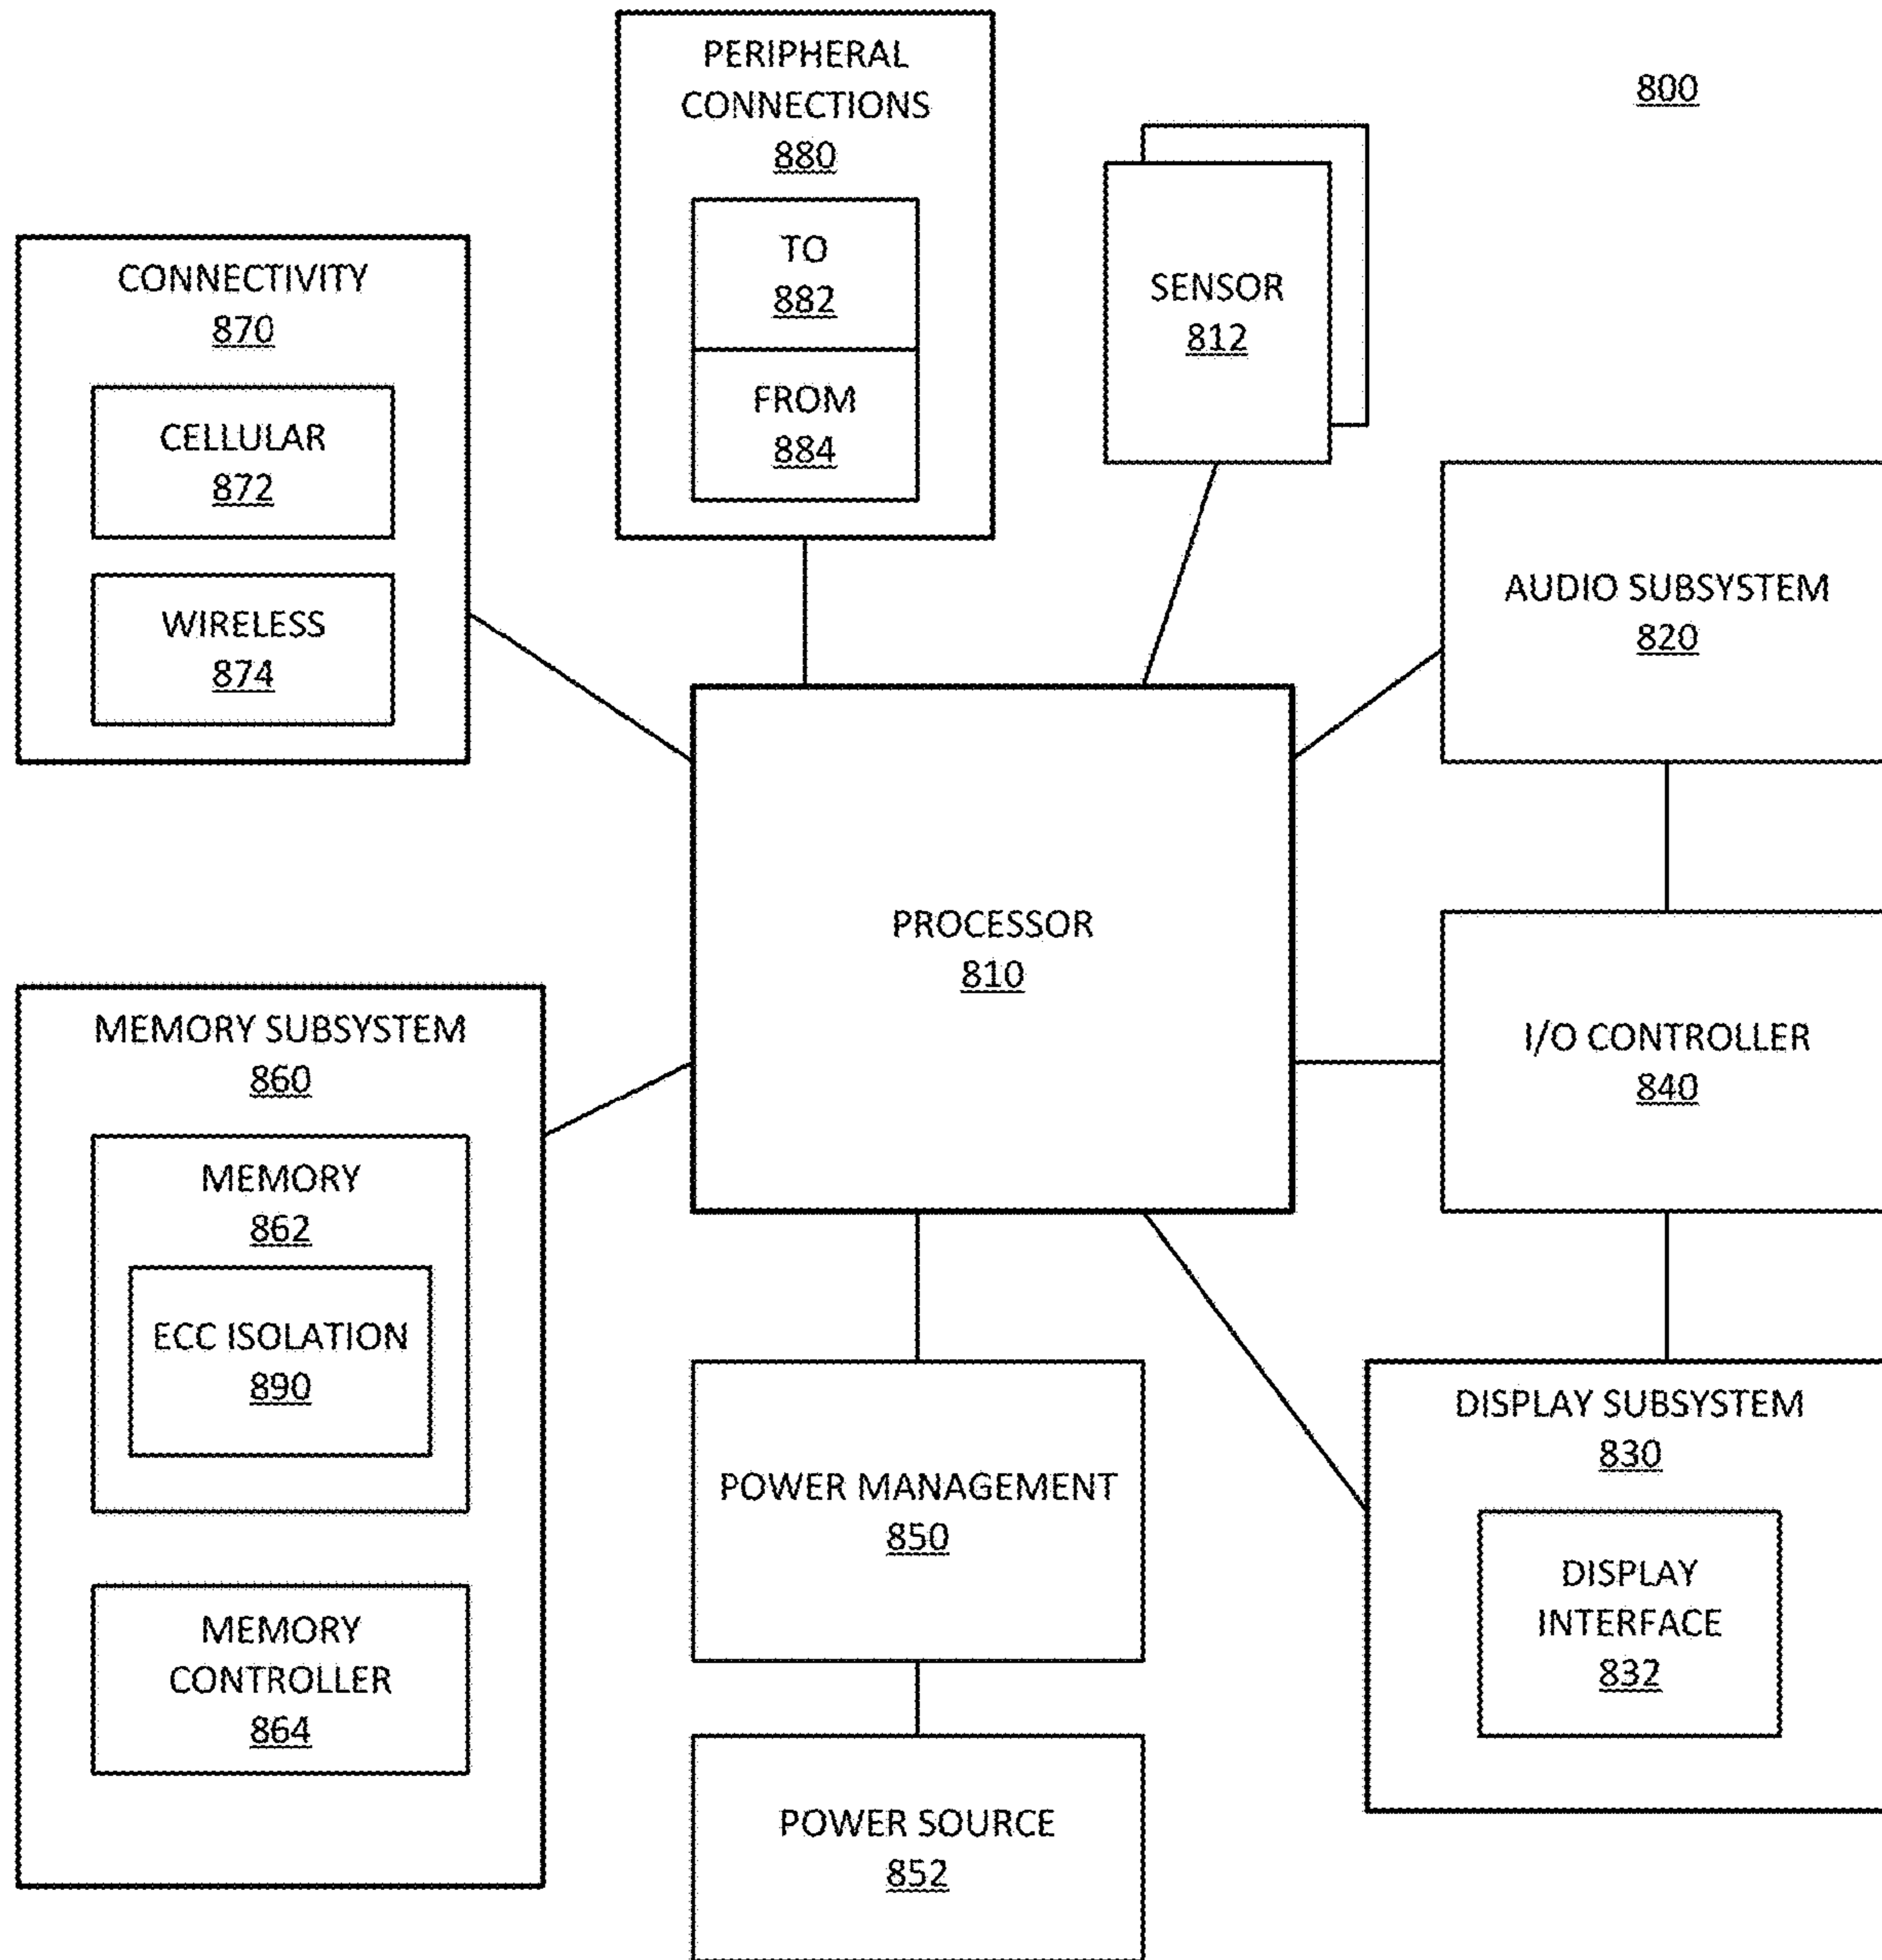 PERIPHERAL
CONNECTIONS
880
TO
882
FROM
884
800
SENSOR
812
CONNECTIVITY
870
CELLULAR
872
WIRELESS
874
AUDIO SUBSYSTEM
820
PROCESSOR
810
I/O CONTROLLER
840
MEMORY SUBSYSTEM
860
MEMORY
862
ECC ISOLATION
890
MEMORY
CONTROLLER
864
POWER MANAGEMENT
850
POWER SOURCE
852
DISPLAY SUBSYSTEM
830
DISPLAY
INTERFACE
832